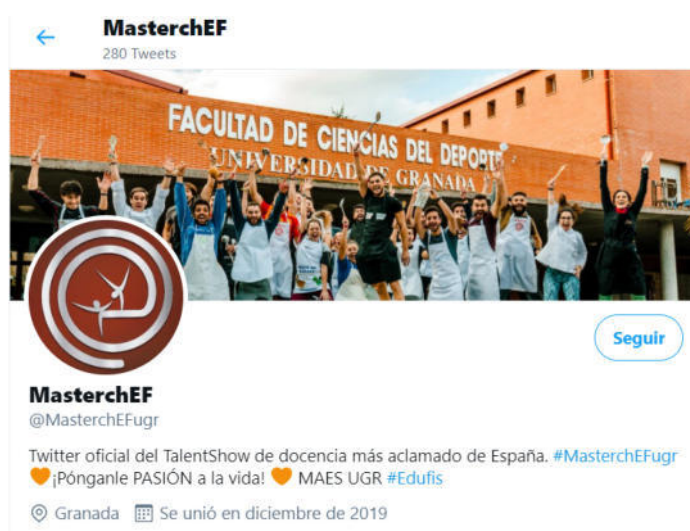 MasterchEF
280 Tweets
FACULTAD DE CIENCIAS DEL DEPORTE
UNIVERSIDAD DE GRANADA
Seguir
MasterchEF
@MasterchEFugr
Twitter oficial del TalentShow de docencia más aclamado de España. #MasterchEFugr
🧡¡Pónganle PASIÓN a la vida! 🧡 MAES UGR #Edufis
Granada Se unió en diciembre de 2019